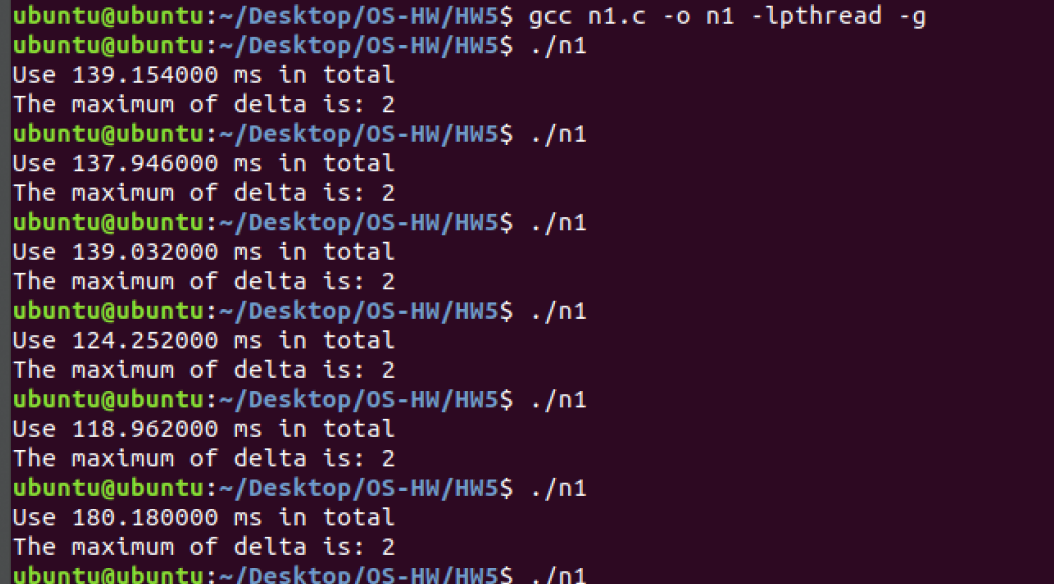 ubuntu@ubuntu:~/Desktop/OS-HW/HW5$ gcc n1.c -o n1 -lpthread -g
ubuntu@ubuntu:~/Desktop/OS-HW/HW5$ ./n1
Use 139.154000 ms in total
The maximum of delta is: 2
ubuntu@ubuntu:~/Desktop/OS-HW/HW5$ ./n1
Use 137.946000 ms in total
The maximum of delta is: 2
ubuntu@ubuntu:~/Desktop/OS-HW/HW5$ ./n1
Use 139.032000 ms in total
The maximum of delta is: 2
ubuntu@ubuntu:~/Desktop/OS-HW/HW5$ ./n1
Use 124.252000 ms in total
The maximum of delta is: 2
ubuntu@ubuntu:~/Desktop/OS-HW/HW5$ ./n1
Use 118.962000 ms in total
The maximum of delta is: 2
ubuntu@ubuntu:~/Desktop/OS-HW/HW5$ ./n1
Use 180.180000 ms in total
The maximum of delta is: 2
ubuntu@ubuntu:~/Desktop/OS-HW/HW5$ ./n1